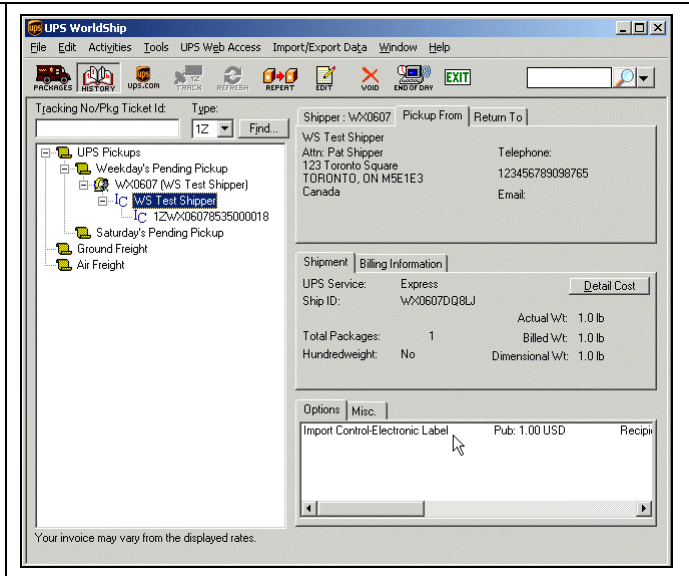 UPS WorldShip
File Edit Activities Tools UPS Web Access Import/Export Data Window Help
PACKAGES HISTORY ups.com TRACK REFRESH REPEAT EDIT VOID END OF DAY EXIT
Tracking No/Pkg Ticket Id: Type:
1Z Find...
UPS Pickups
Weekday's Pending Pickup
WX0607 (WS Test Shipper)
IC WS Test Shipper
IC 1ZWX06078535000018
Saturday's Pending Pickup
Ground Freight
Air Freight
Shipper : WX0607 Pickup From Return To
WS Test Shipper
Attn: Pat Shipper Telephone:
123 Toronto Square 123456789098765
TORONTO, ON M5E1E3
Canada Email:
Shipment Billing Information
UPS Service: Express Detail Cost
Ship ID: WX0607DQ8LJ
Actual Wt: 1.0 lb
Total Packages: 1 Billed Wt: 1.0 lb
Hundredweight: No Dimensional Wt: 1.0 lb
Options Misc.
Import Control-Electronic Label Pub: 1.00 USD Recipi
Your invoice may vary from the displayed rates.